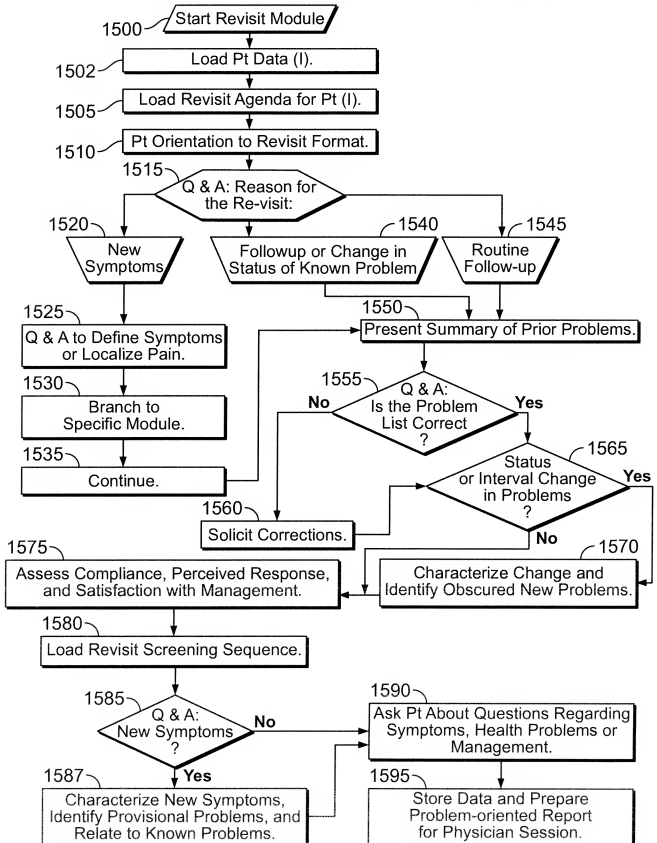 1500
Start Revisit Module
1502
Load Pt Data (I).
1505
Load Revisit Agenda for Pt (I).
1510
Pt Orientation to Revisit Format.
1515
Q & A: Reason for
the Re-visit:
1520
New
Symptoms
1540
Followup or Change in
Status of Known Problem
1545
Routine
Follow-up
1525
Q & A to Define Symptoms
or Localize Pain.
1530
Branch to
Specific Module.
1535
Continue.
1550
Present Summary of Prior Problems.
1555
Q & A:
Is the Problem
List Correct
?
No
Yes
1560
Solicit Corrections.
1565
Status
or Interval Change
in Problems
?
Yes
No
1570
Characterize Change and
Identify Obscured New Problems.
1575
Assess Compliance, Perceived Response,
and Satisfaction with Management.
1580
Load Revisit Screening Sequence.
1585
Q & A:
New Symptoms
?
No
Yes
1587
Characterize New Symptoms,
Identify Provisional Problems, and
Relate to Known Problems.
1590
Ask Pt About Questions Regarding
Symptoms, Health Problems or
Management.
1595
Store Data and Prepare
Problem-oriented Report
for Physician Session.